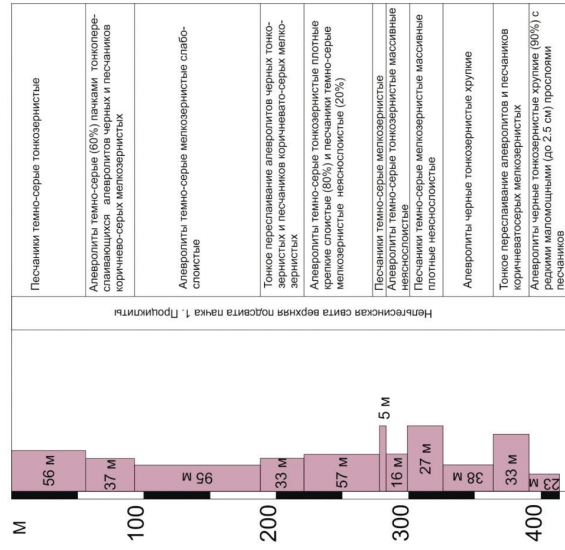 Песчаники темно-серые тонкозернистые
Алевролиты темно-серые (60%) пачками тонкопере-
слаивающихся алевролитов черных и песчаников
коричнево-серых мелкозернистых
Алевролиты темно-серые мелкозернистые слабо-
слоистые
Тонкое переслаивание алевролитов черных тонко-
зернистых и песчаников коричневато-серых мелко-
зернистых
Алевролиты темно-серые тонкозернистые плотные
крепкие слоистые (80%) и песчаники темно-серые
мелкозернистые неяснослоистые (20%)
Песчаники темно-серые мелкозернистые
Алевролиты темно-серые тонкозернистые массивные
неяснослоистые
Песчаники темно-серые мелкозернистые массивные
плотные неяснослоистые
Алевролиты черные тонкозернистые хрупкие
Тонкое переслаивание алевролитов и песчаников
коричневатосерых мелкозернистых
Алевролиты черные тонкозернистые хрупкие (90%) с
редкими маломощными (до 2.5 см) прослоями
песчаников
Нельгесинская свита верхняя подсвита пачка 1. Проциклиты
56 м
37 м
95 м
33 м
57 м
5 м
16 м
27 м
38 м
33 м
23 м
М
100
200
300
400